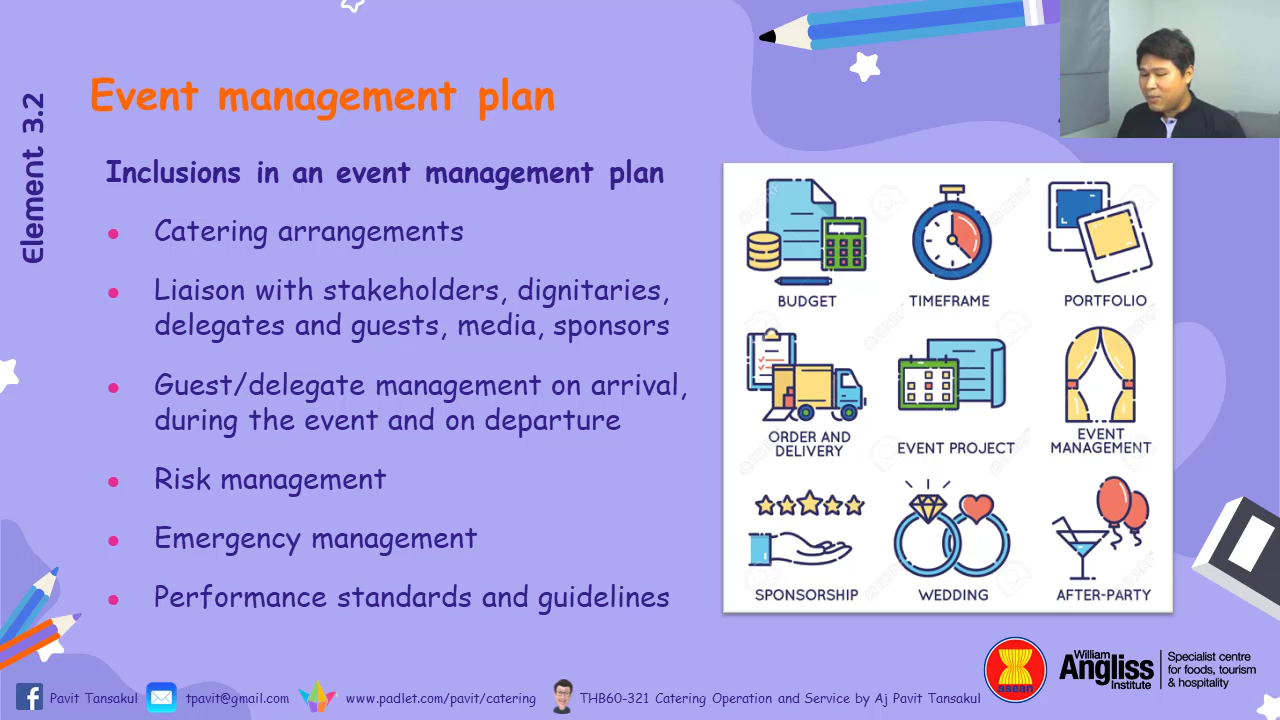 Element 3.2
Event management plan
Inclusions in an event management plan
Catering arrangements
Liaison with stakeholders, dignitaries,
delegates and guests, media, sponsors
Guest/delegate management on arrival,
during the event and on departure
Risk management
Emergency management
Performance standards and guidelines
BUDGET
TIMEFRAME
PORTFOLIO
ORDER AND
DELIVERY
EVENT PROJECT
EVENT
MANAGEMENT
SPONSORSHIP
WEDDING
AFTER-PARTY
Pavit Tansakul
tpavit@gmail.com
www.padlet.com/pavit/catering
THB60-321 Catering Operation and Service by Aj Pavit Tansakul
asean
William
Angliss
Institute
Specialist centre
for foods, tourism
& hospitality